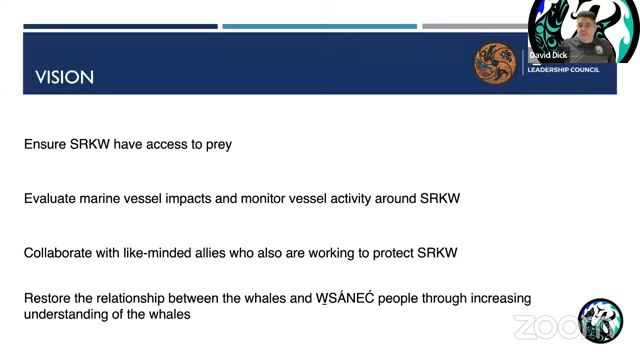 David Dick
LEADERSHIP COUNCIL
VISION
Ensure SRKW have access to prey
Evaluate marine vessel impacts and monitor vessel activity around SRKW
Collaborate with like-minded allies who also are working to protect SRKW
Restore the relationship between the whales and W̱SÁNEĆ people through increasing
understanding of the whales
zoom